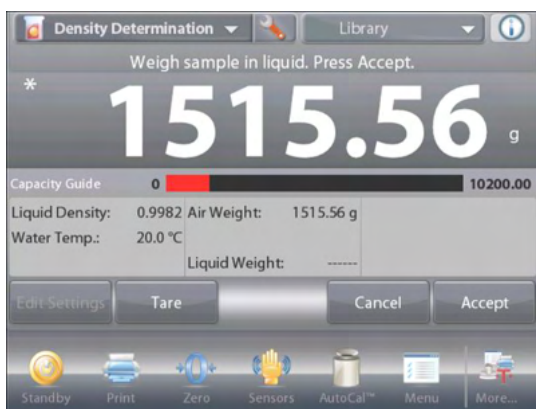 Density Determination Library
Weigh sample in liquid. Press Accept.
* 1515.56 g
Capacity Guide 0 10200.00
Liquid Density: 0.9982 Air Weight: 1515.56 g
Water Temp.: 20.0 °C
Liquid Weight: ------
Edit Settings Tare Cancel Accept
Standby Print Zero Sensors AutoCal™ Menu More...